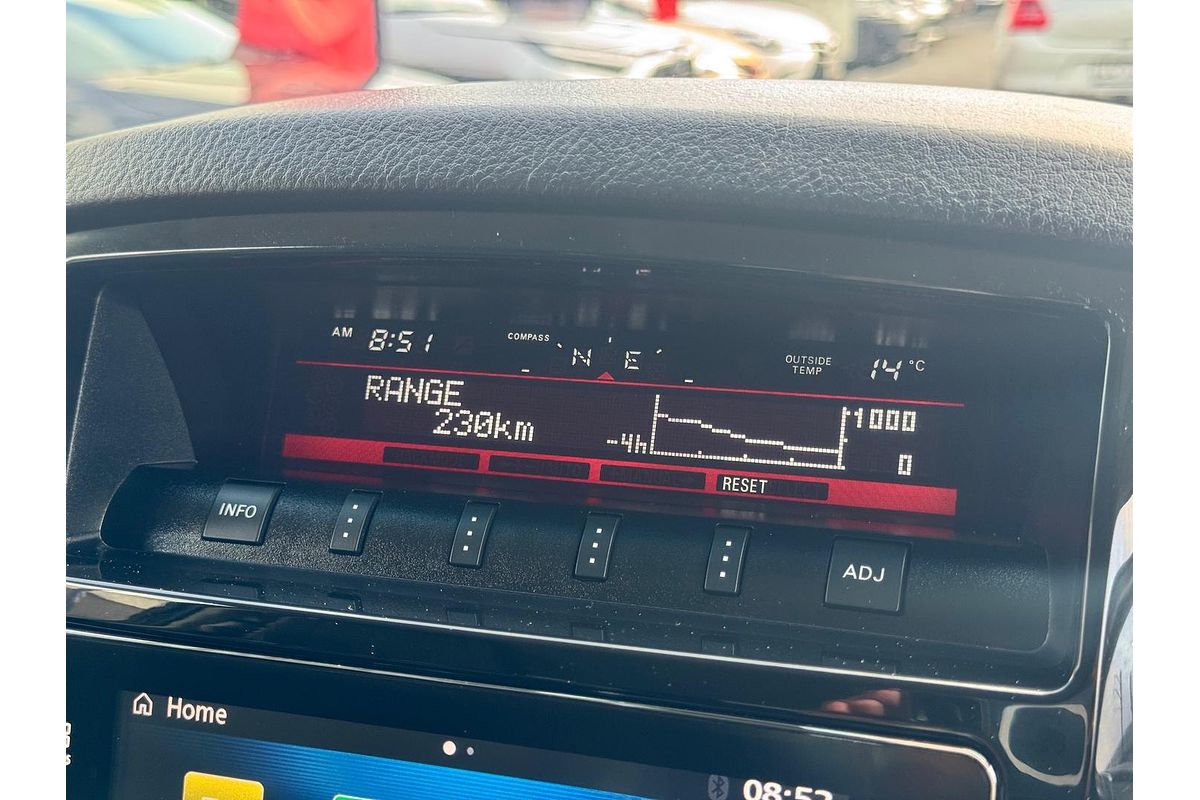 AM 8:51 COMPASS N E OUTSIDE TEMP 14 °C
RANGE
230km
-4h
1000
0
RESET
INFO
ADJ
Home
08:52